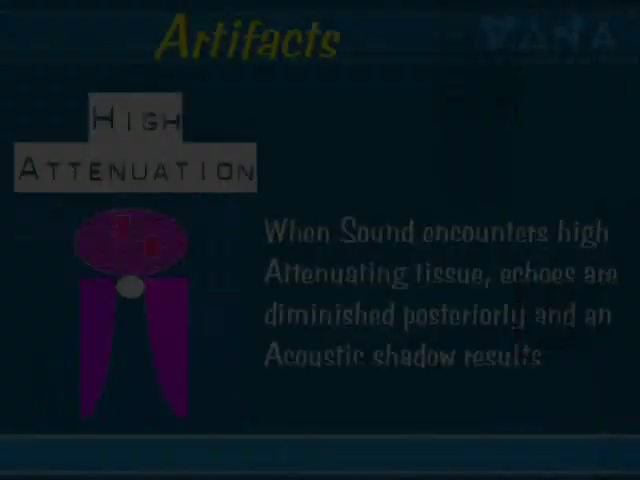 Artifacts
HIGH
ATTENUATION
When Sound encounters high
Attenuating tissue, echoes are
diminished posteriorly and an
Acoustic shadow results